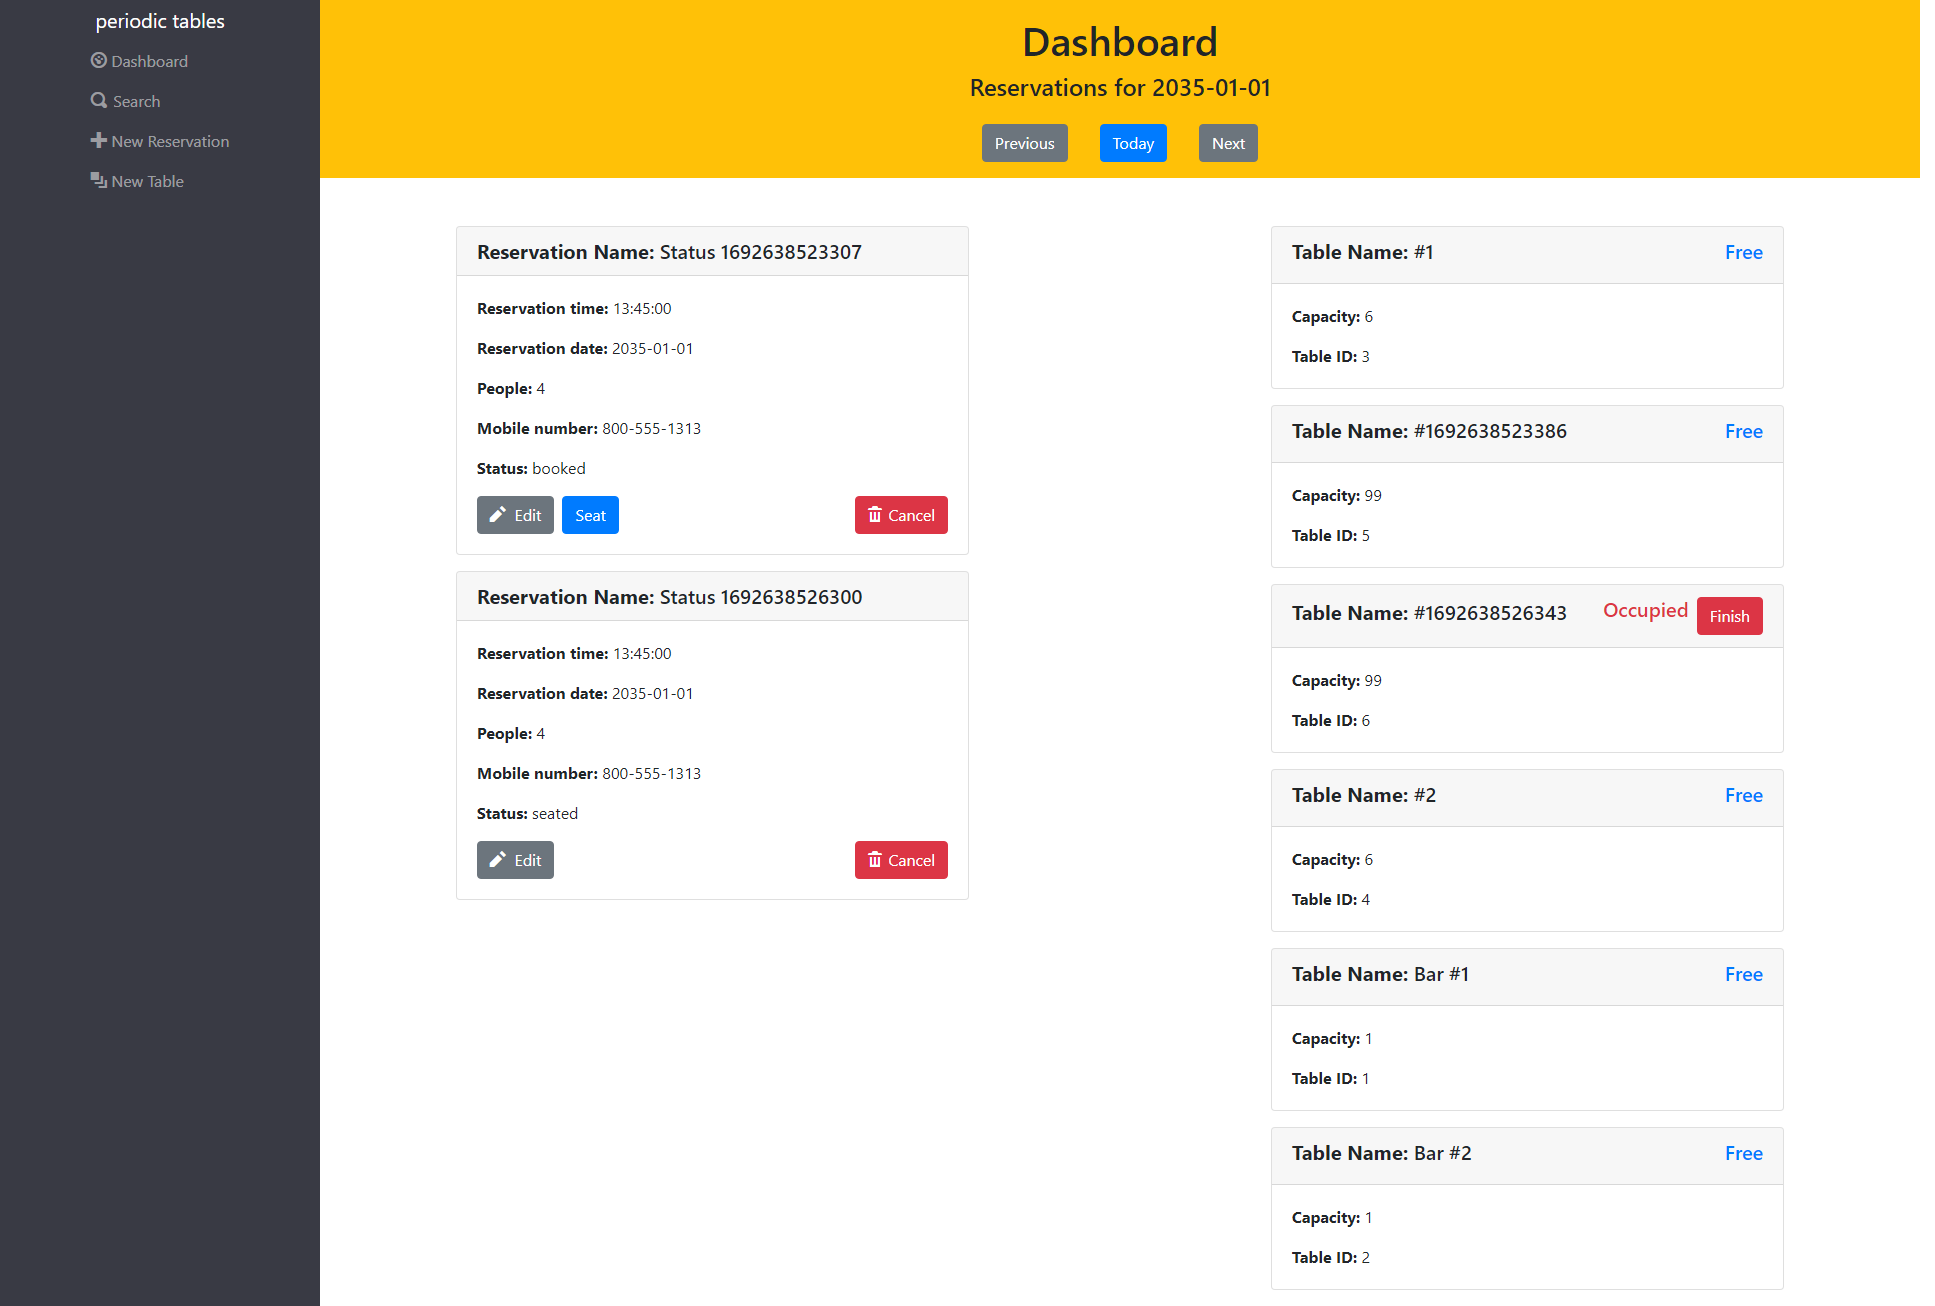 periodic tables
Dashboard
Search
New Reservation
New Table
Dashboard
Reservations for 2035-01-01
Previous Today Next
Reservation Name: Status 1692638523307
Reservation time: 13:45:00
Reservation date: 2035-01-01
People: 4
Mobile number: 800-555-1313
Status: booked
Edit Seat Cancel
Reservation Name: Status 1692638526300
Reservation time: 13:45:00
Reservation date: 2035-01-01
People: 4
Mobile number: 800-555-1313
Status: seated
Edit Cancel
Table Name: #1 Free
Capacity: 6
Table ID: 3
Table Name: #1692638523386 Free
Capacity: 99
Table ID: 5
Table Name: #1692638526343 Occupied Finish
Capacity: 99
Table ID: 6
Table Name: #2 Free
Capacity: 6
Table ID: 4
Table Name: Bar #1 Free
Capacity: 1
Table ID: 1
Table Name: Bar #2 Free
Capacity: 1
Table ID: 2